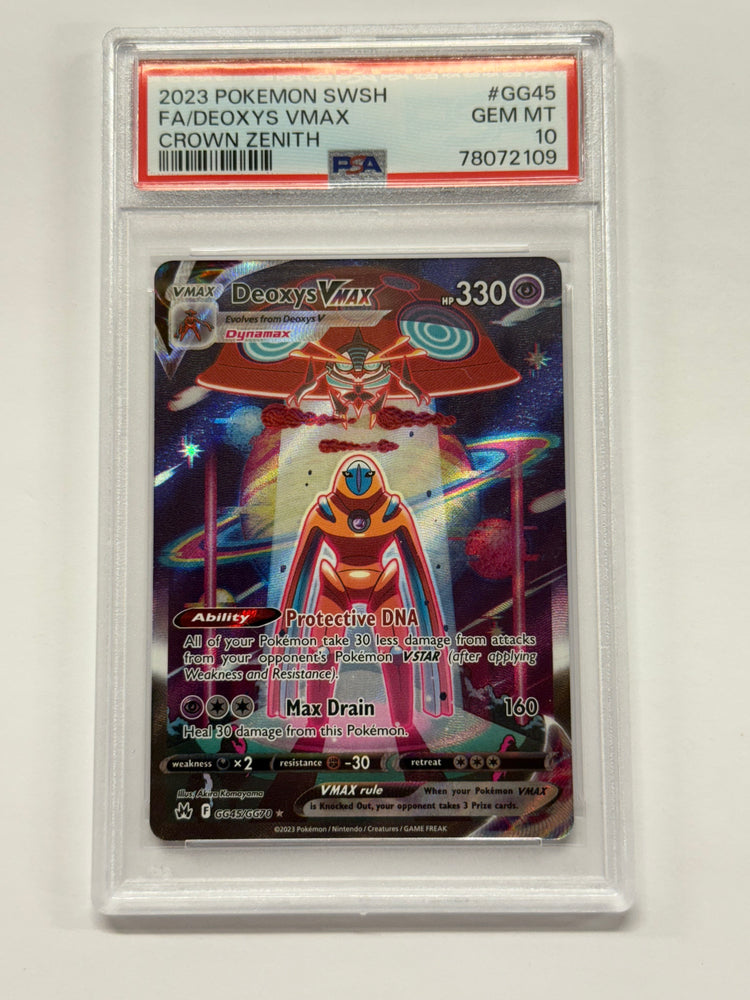 2023 POKEMON SWSH #GG45
FA/DEOXYS VMAX GEM MT
CROWN ZENITH 10
PSA 78072109
VMAX Deoxys VMAX HP 330
Evolves from Deoxys V
Dynamax
Ability Protective DNA
All of your Pokémon take 30 less damage from attacks
from your opponent's Pokémon VSTAR (after applying
Weakness and Resistance).
Max Drain 160
Heal 30 damage from this Pokémon.
weakness ×2 resistance -30 retreat
Illus. Akira Komayama
VMAX rule When your Pokémon VMAX
is Knocked Out, your opponent takes 3 Prize cards.
F GG45/GG70
©2023 Pokémon / Nintendo / Creatures / GAME FREAK